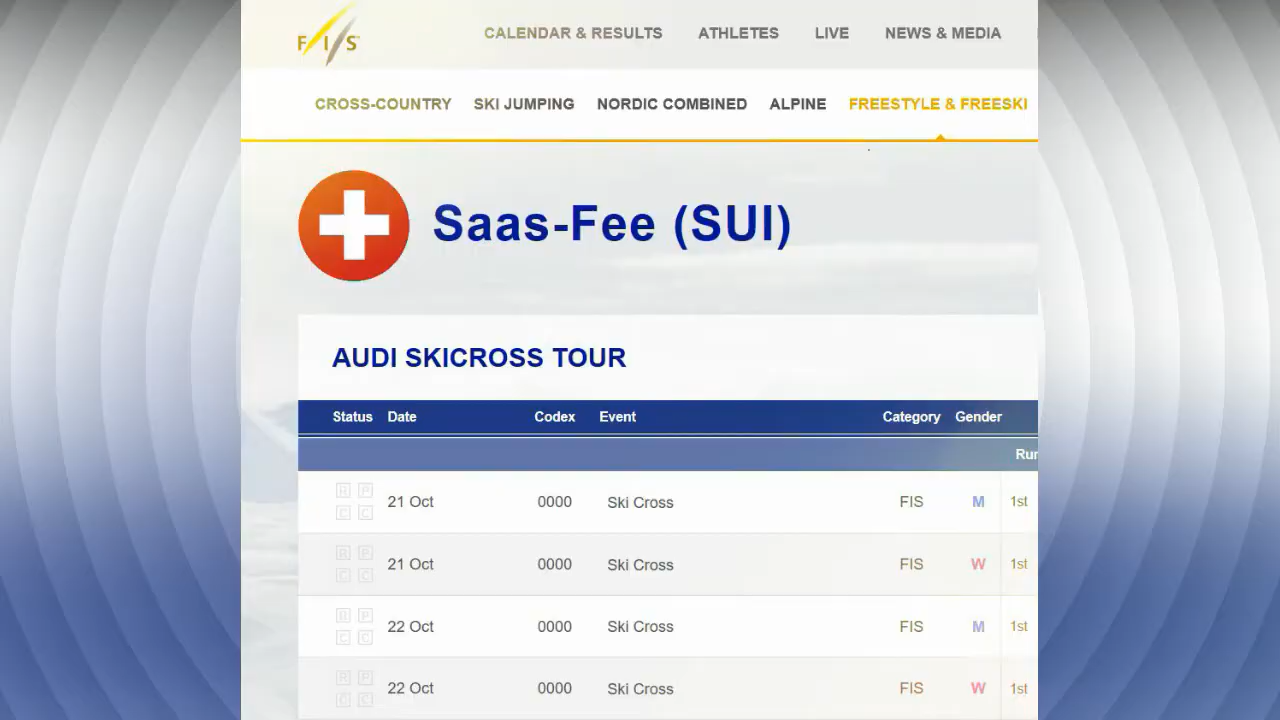 FIS
CALENDAR & RESULTS ATHLETES LIVE NEWS & MEDIA
CROSS-COUNTRY SKI JUMPING NORDIC COMBINED ALPINE FREESTYLE & FREESKI
Saas-Fee (SUI)
AUDI SKICROSS TOUR
Status Date Codex Event Category Gender
Run
R P
21 Oct 0000 Ski Cross FIS M 1st
C C
R P
21 Oct 0000 Ski Cross FIS W 1st
C C
R P
22 Oct 0000 Ski Cross FIS M 1st
C C
R P
22 Oct 0000 Ski Cross FIS W 1st
C C